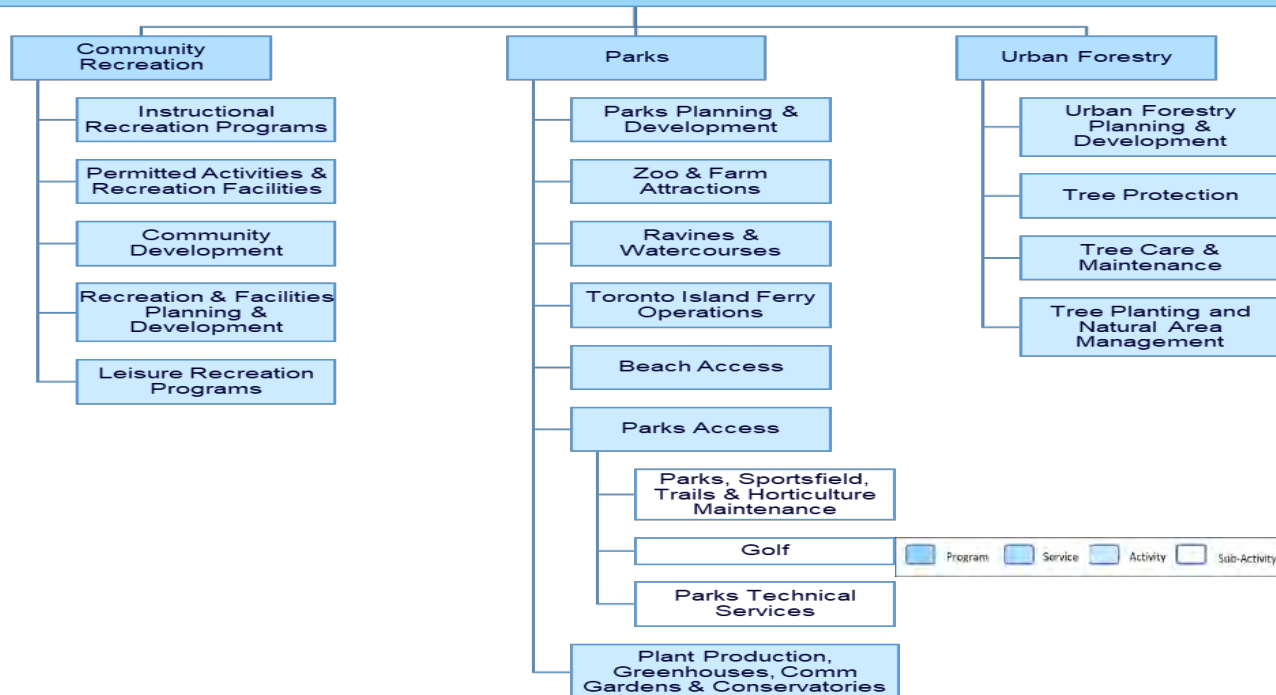 Community
Recreation
Instructional
Recreation Programs
Permitted Activities &
Recreation Facilities
Community
Development
Recreation & Facilities
Planning &
Development
Leisure Recreation
Programs
Parks
Parks Planning &
Development
Zoo & Farm
Attractions
Ravines &
Watercourses
Toronto Island Ferry
Operations
Beach Access
Parks Access
Parks, Sportsfield,
Trails & Horticulture
Maintenance
Golf
Parks Technical
Services
Plant Production,
Greenhouses, Comm
Gardens & Conservatories
Urban Forestry
Urban Forestry
Planning &
Development
Tree Protection
Tree Care &
Maintenance
Tree Planting and
Natural Area
Management
Program Service Activity Sub-Activity